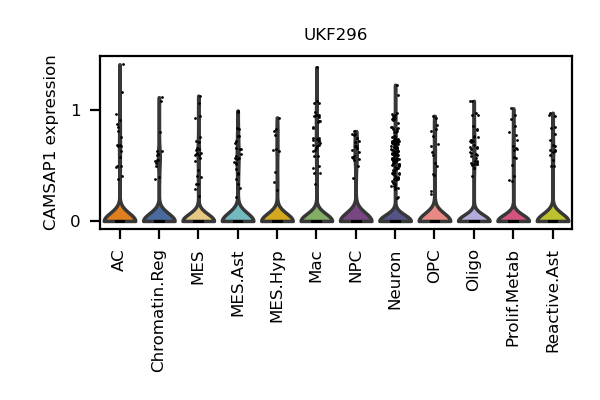 UKF296
CAMSAP1 expression
1
0
AC
Chromatin.Reg
MES
MES.Ast
MES.Hyp
Mac
NPC
Neuron
OPC
Oligo
Prolif.Metab
Reactive.Ast